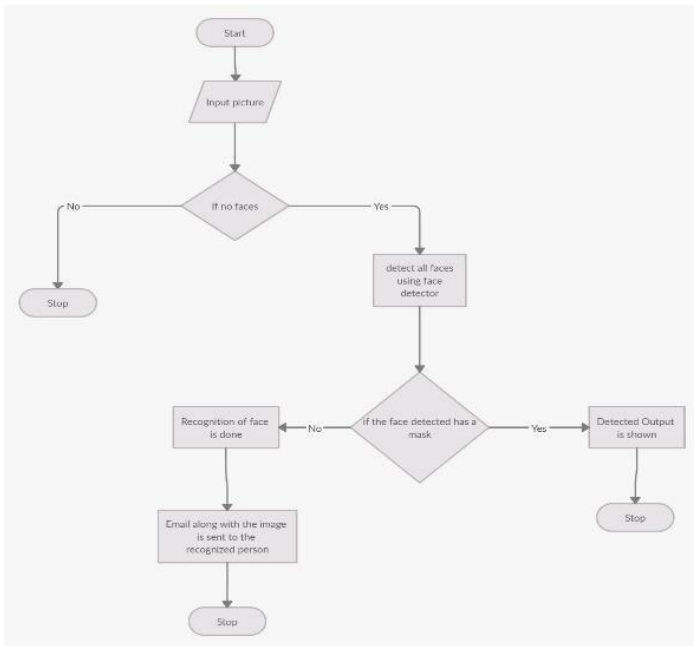 Start
Input picture
If no faces
No
Yes
Stop
detect all faces
using face
detector
if the face detected has a
mask
No
Yes
Recognition of face
is done
Detected Output
is shown
Email along with the image
is sent to the
recognized person
Stop
Stop